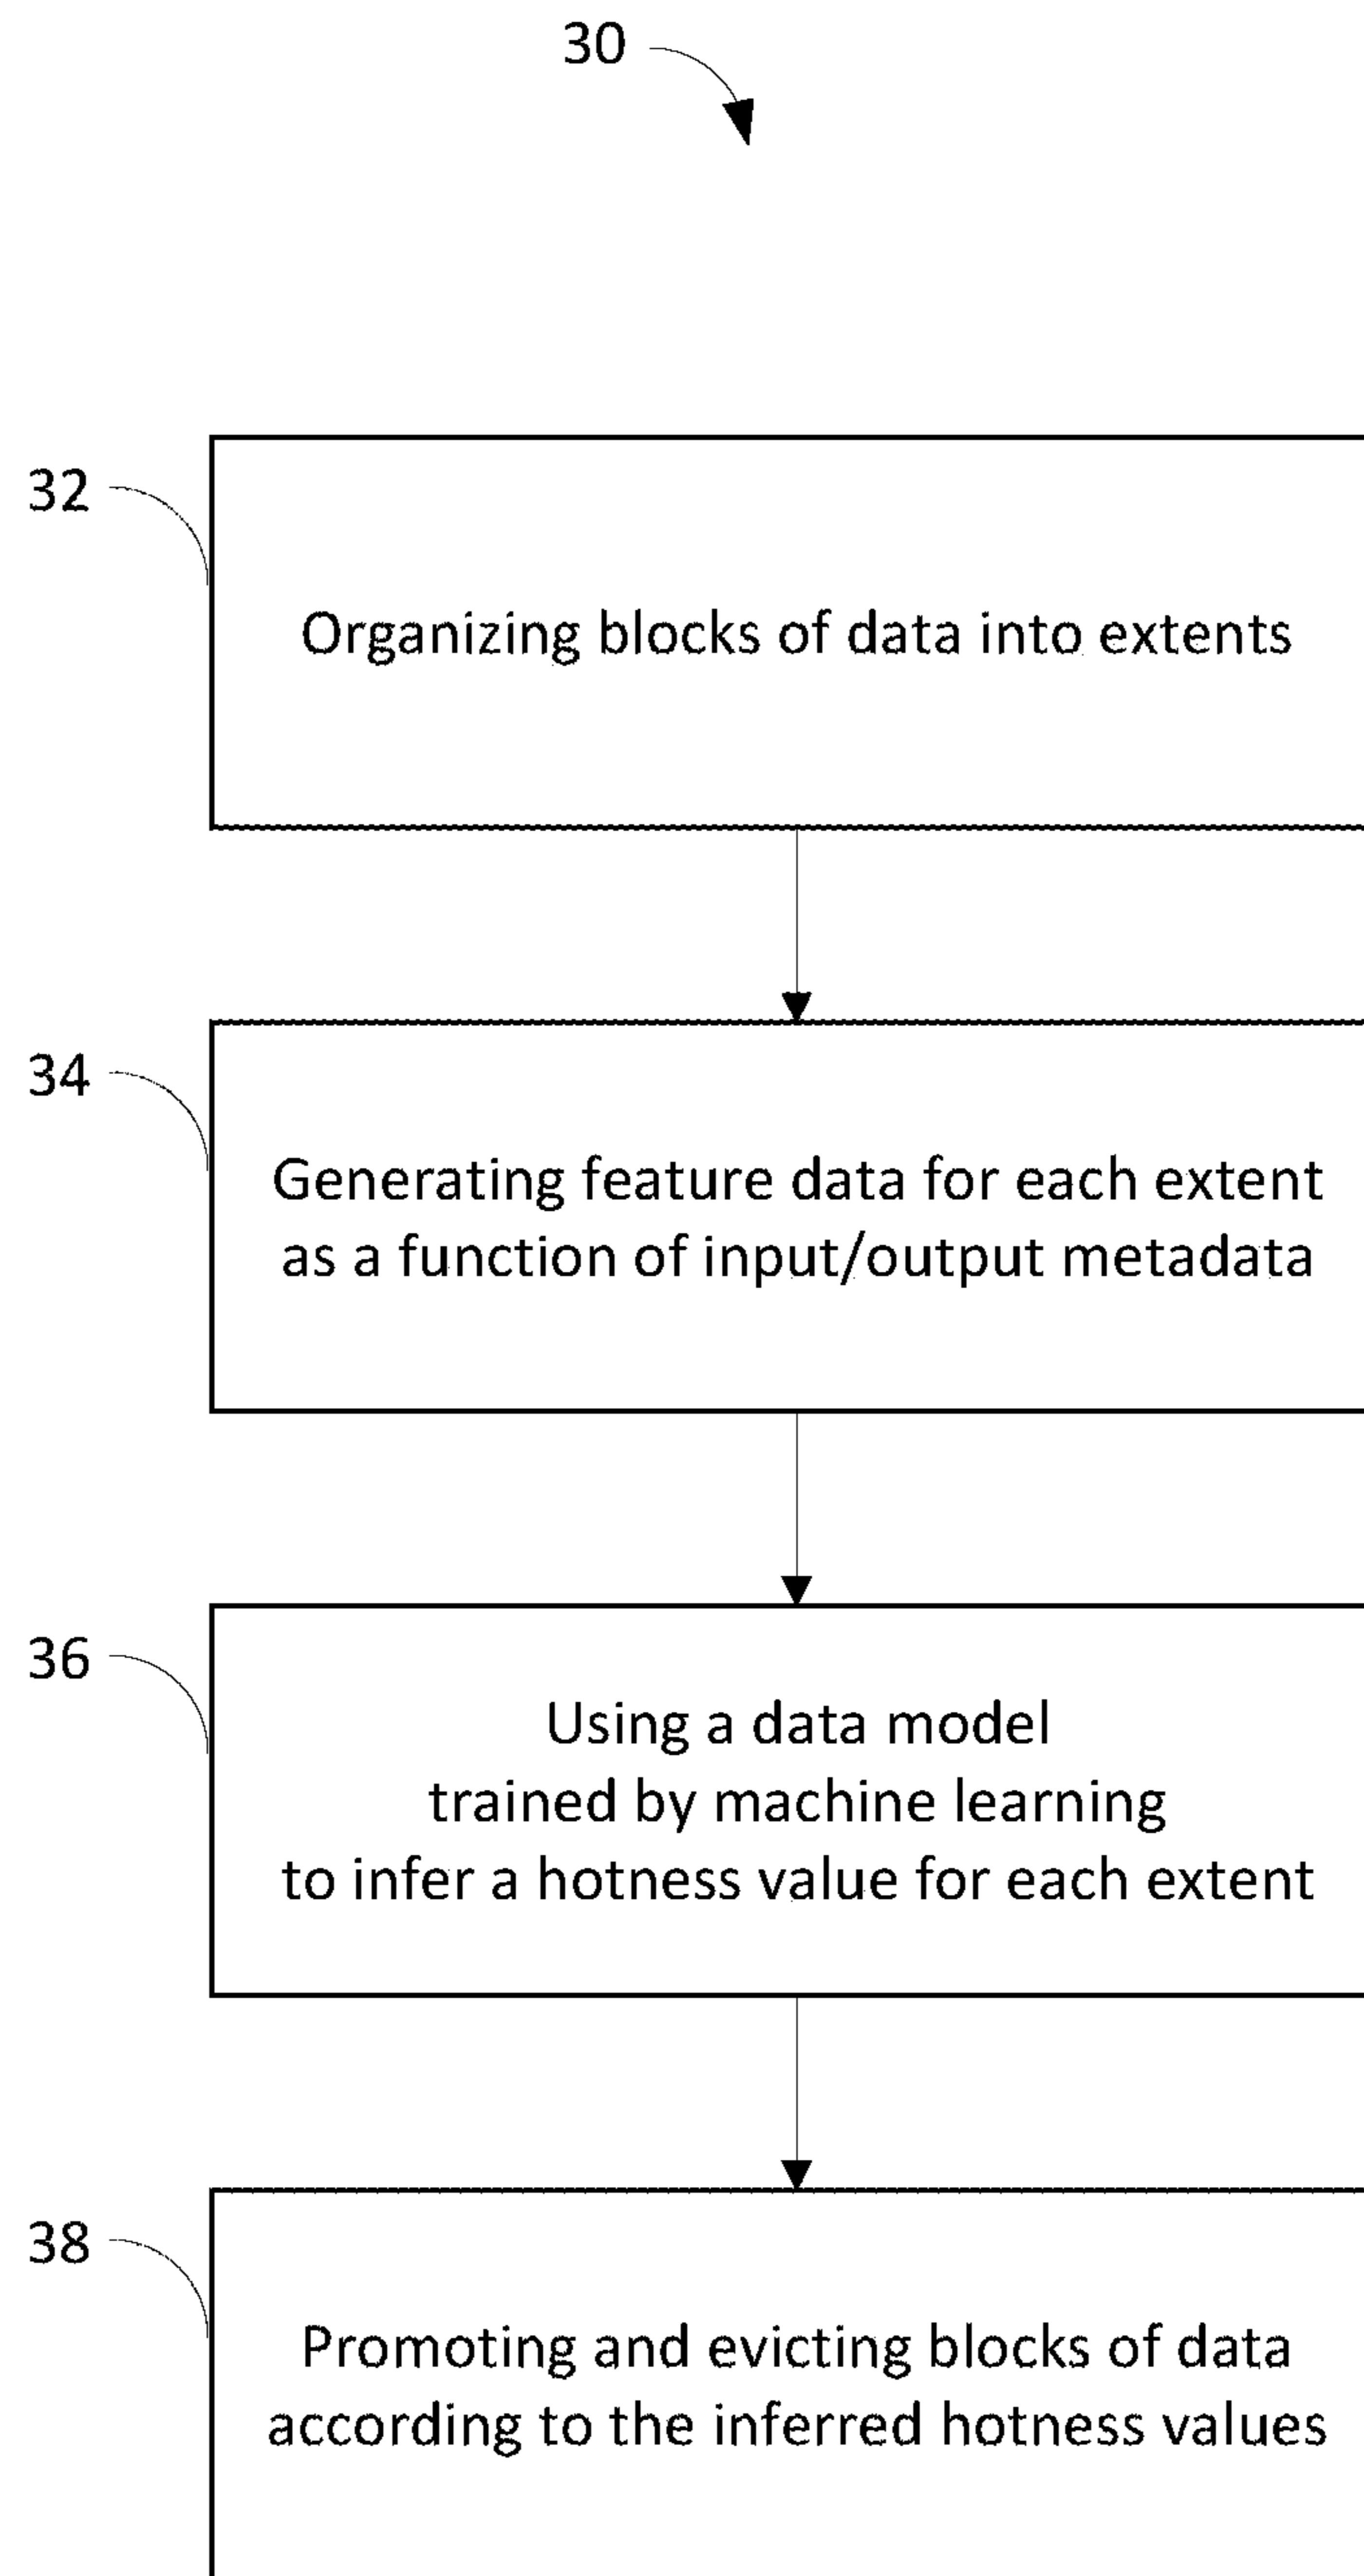 30
32
Organizing blocks of data into extents
34
Generating feature data for each extent
as a function of input/output metadata
36
Using a data model
trained by machine learning
to infer a hotness value for each extent
38
Promoting and evicting blocks of data
according to the inferred hotness values